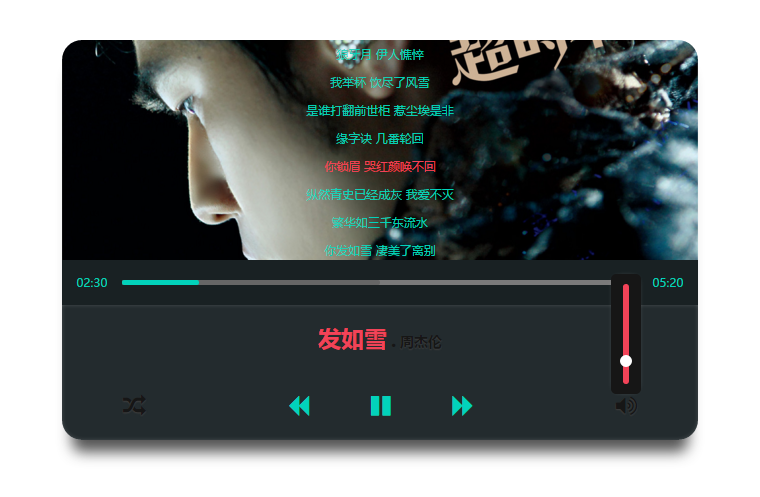 超时代
月 伊人憔悴
我举杯 饮尽了风雪
是谁打翻前世柜 惹尘埃是非
缘字诀 几番轮回
你锁眉 哭红颜唤不回
纵然青史已经成灰 我爱不灭
繁华如三千东流水
你发如雪 凄美了离别
02:30
05:20
发如雪 . 周杰伦